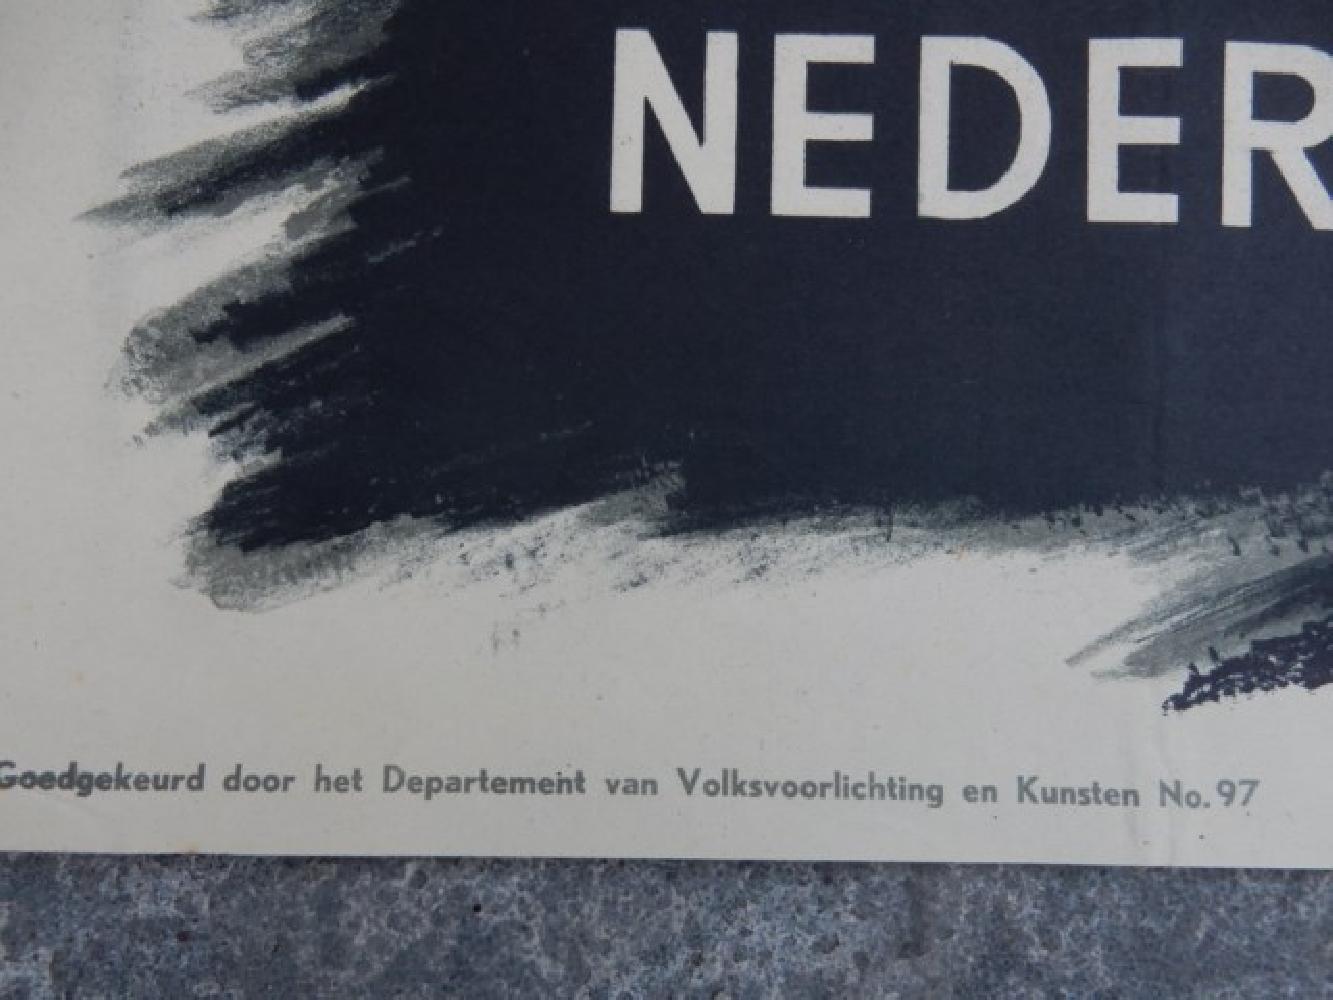 NEDER
Goedgekeurd door het Departement van Volksvoorlichting en Kunsten No. 97